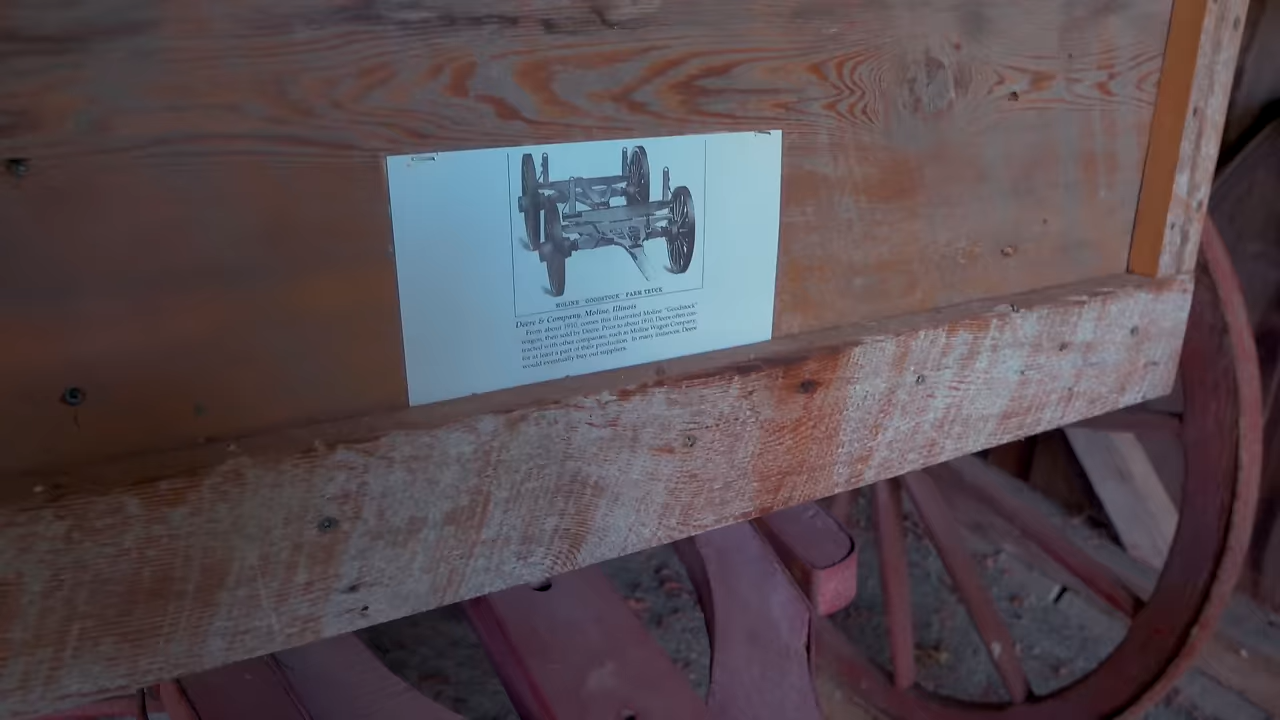 MOLINE "GOODSTOCK" FARM TRUCK
Deere & Company, Moline, Illinois
From about 1910, comes this illustrated Moline "Goodstock"
wagon, then sold by Deere. Prior to about 1910, Deere often con-
tracted with other companies, such as Moline Wagon Company,
for at least a part of their production. In many instances, Deere
would eventually buy out suppliers.